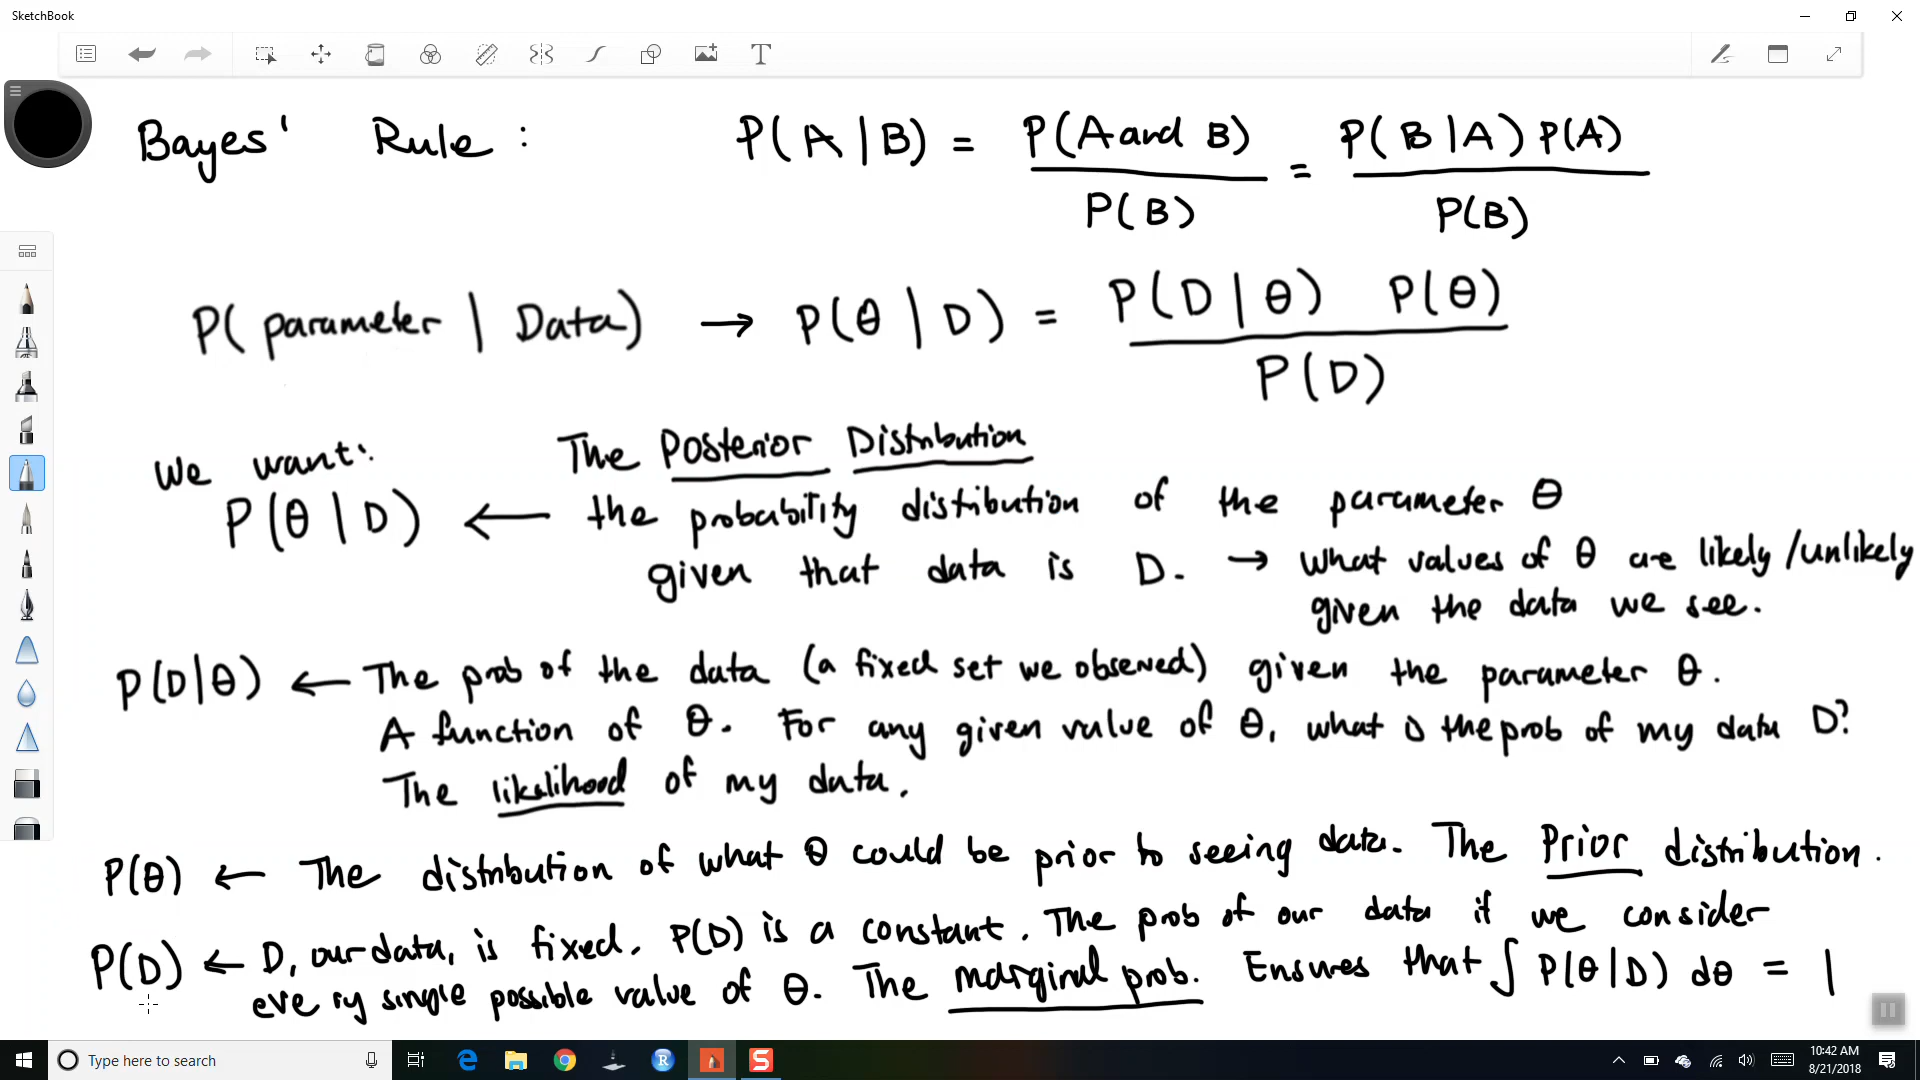 SketchBook
Bayes' Rule: P(A|B) = P(A and B) / P(B) = P(B|A) P(A) / P(B)
P(parameter | Data) → P(θ|D) = P(D|θ) P(θ) / P(D)
We want: The Posterior Distribution
P(θ|D) ← the probability distribution of the parameter θ
given that data is D. → What values of θ are likely/unlikely
given the data we see.
P(D|θ) ← The prob of the data (a fixed set we observed) given the parameter θ.
A function of θ. For any given value of θ, what is the prob of my data D?
The likelihood of my data.
P(θ) ← The distribution of what θ could be prior to seeing data. The Prior distribution.
P(D) ← D, our data, is fixed. P(D) is a constant. The prob of our data if we consider
every single possible value of θ. The marginal prob. Ensures that ∫ P(θ|D) dθ = 1
Type here to search
10:42 AM
8/21/2018